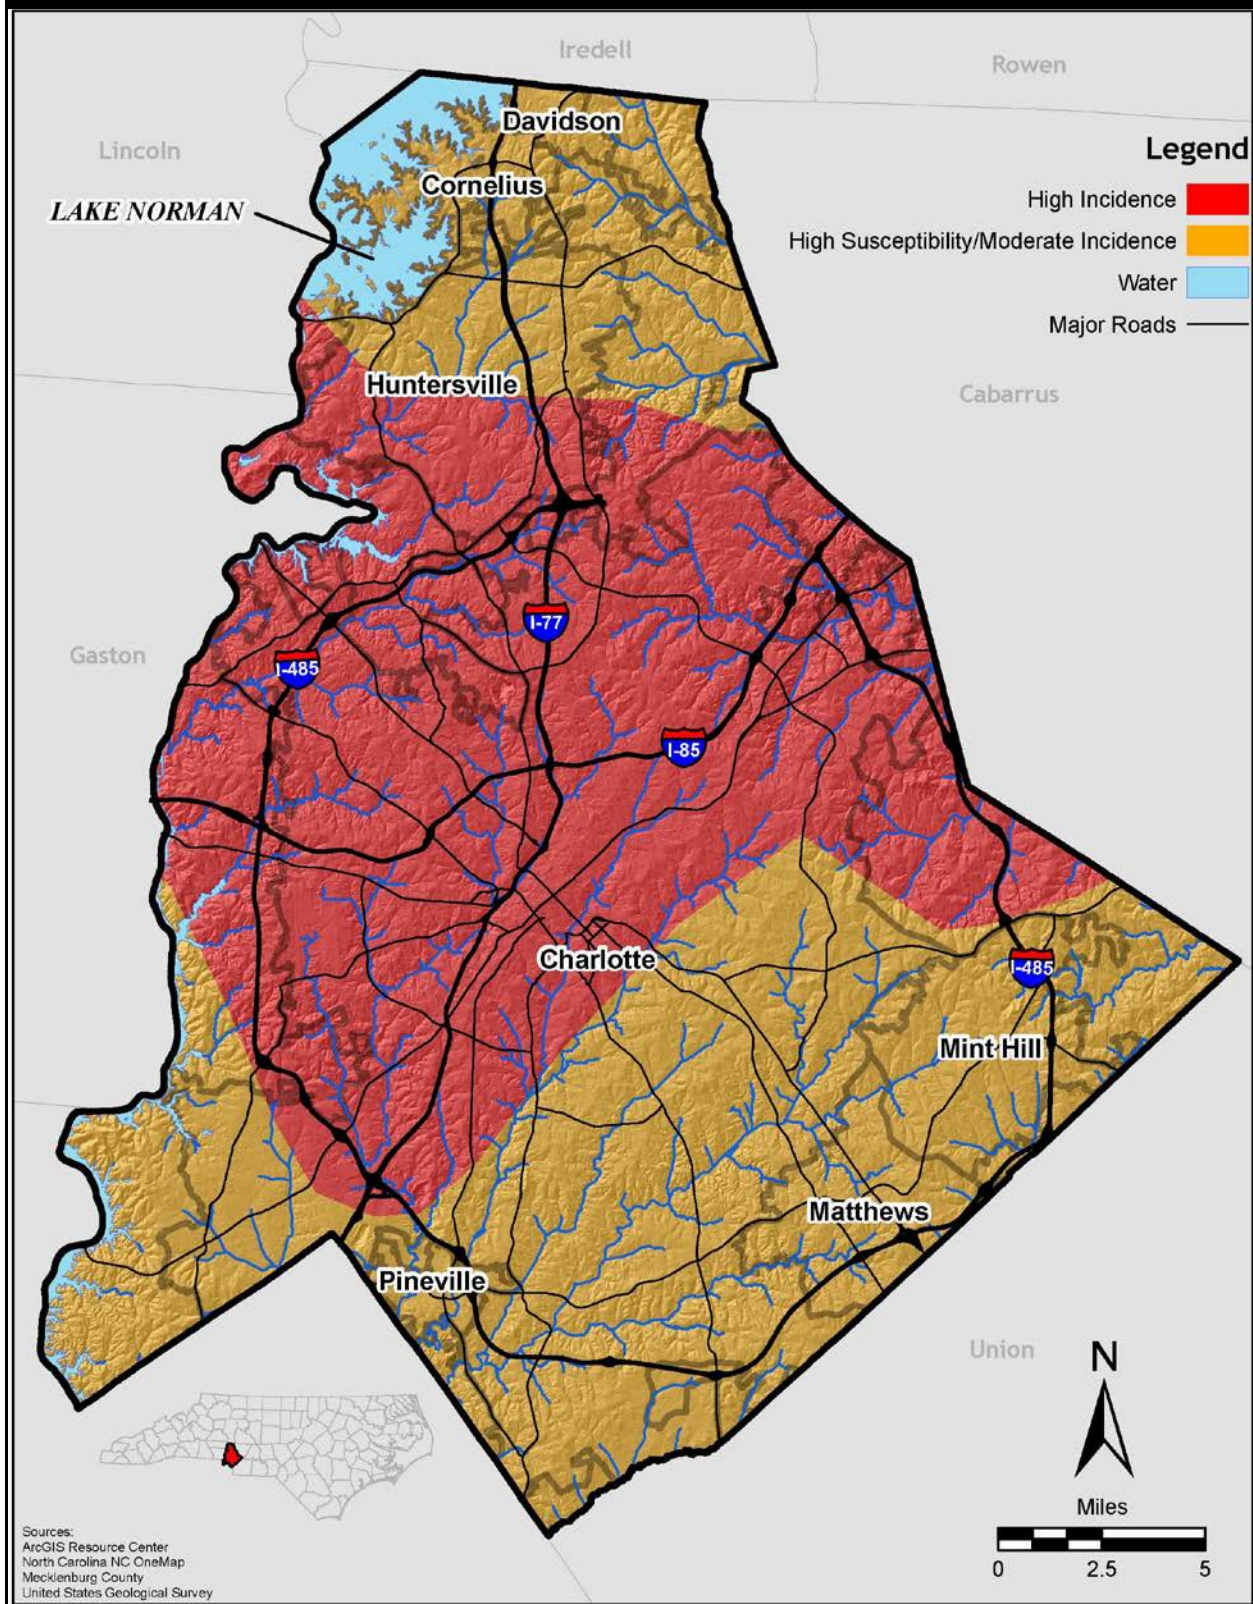 Iredell
Rowen
Lincoln
Davidson
Legend
Cornelius
High Incidence
LAKE NORMAN
High Susceptibility/Moderate Incidence
Water
Major Roads
Huntersville
Cabarrus
I-77
Gaston
I-485
I-85
Charlotte
I-485
Mint Hill
Matthews
Pineville
Union
N
Miles
0 2.5 5
Sources:
ArcGIS Resource Center
North Carolina NC OneMap
Mecklenburg County
United States Geological Survey